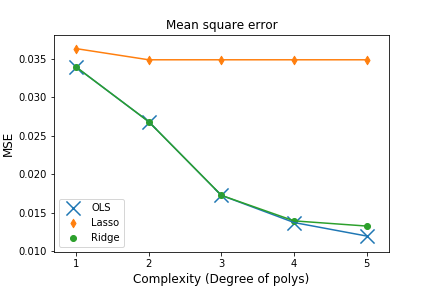 Mean square error
MSE
0.035
0.030
0.025
0.020
0.015
0.010
OLS
Lasso
Ridge
1 2 3 4 5
Complexity (Degree of polys)